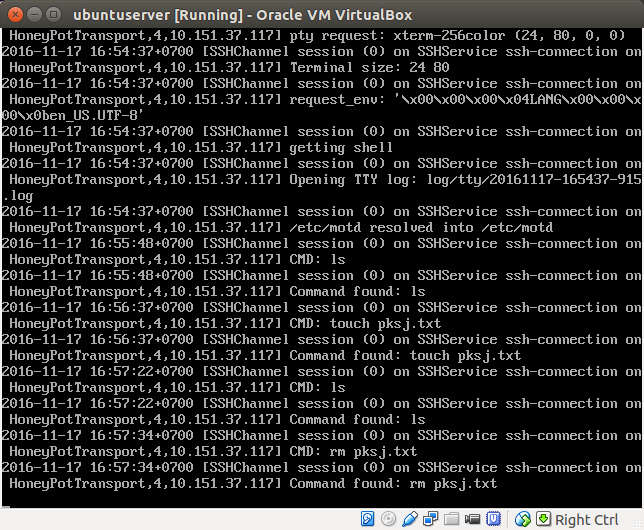 ubuntuserver [Running] - Oracle VM VirtualBox
HoneyPotTransport,4,10.151.37.117] pty request: xterm-256color (24, 80, 0, 0)
2016-11-17 16:54:37+0700 [SSHChannel session (0) on SSHService ssh-connection on
HoneyPotTransport,4,10.151.37.117] Terminal size: 24 80
2016-11-17 16:54:37+0700 [SSHChannel session (0) on SSHService ssh-connection on
HoneyPotTransport,4,10.151.37.117] request_env: '\x00\x00\x00\x04LANG\x00\x00\x
00\x0ben_US.UTF-8'
2016-11-17 16:54:37+0700 [SSHChannel session (0) on SSHService ssh-connection on
HoneyPotTransport,4,10.151.37.117] getting shell
2016-11-17 16:54:37+0700 [SSHChannel session (0) on SSHService ssh-connection on
HoneyPotTransport,4,10.151.37.117] Opening TTY log: log/tty/20161117-165437-915
.log
2016-11-17 16:54:37+0700 [SSHChannel session (0) on SSHService ssh-connection on
HoneyPotTransport,4,10.151.37.117] /etc/motd resolved into /etc/motd
2016-11-17 16:55:48+0700 [SSHChannel session (0) on SSHService ssh-connection on
HoneyPotTransport,4,10.151.37.117] CMD: ls
2016-11-17 16:55:48+0700 [SSHChannel session (0) on SSHService ssh-connection on
HoneyPotTransport,4,10.151.37.117] Command found: ls
2016-11-17 16:56:37+0700 [SSHChannel session (0) on SSHService ssh-connection on
HoneyPotTransport,4,10.151.37.117] CMD: touch pksj.txt
2016-11-17 16:56:37+0700 [SSHChannel session (0) on SSHService ssh-connection on
HoneyPotTransport,4,10.151.37.117] Command found: touch pksj.txt
2016-11-17 16:57:22+0700 [SSHChannel session (0) on SSHService ssh-connection on
HoneyPotTransport,4,10.151.37.117] CMD: ls
2016-11-17 16:57:22+0700 [SSHChannel session (0) on SSHService ssh-connection on
HoneyPotTransport,4,10.151.37.117] Command found: ls
2016-11-17 16:57:34+0700 [SSHChannel session (0) on SSHService ssh-connection on
HoneyPotTransport,4,10.151.37.117] CMD: rm pksj.txt
2016-11-17 16:57:34+0700 [SSHChannel session (0) on SSHService ssh-connection on
HoneyPotTransport,4,10.151.37.117] Command found: rm pksj.txt
Right Ctrl